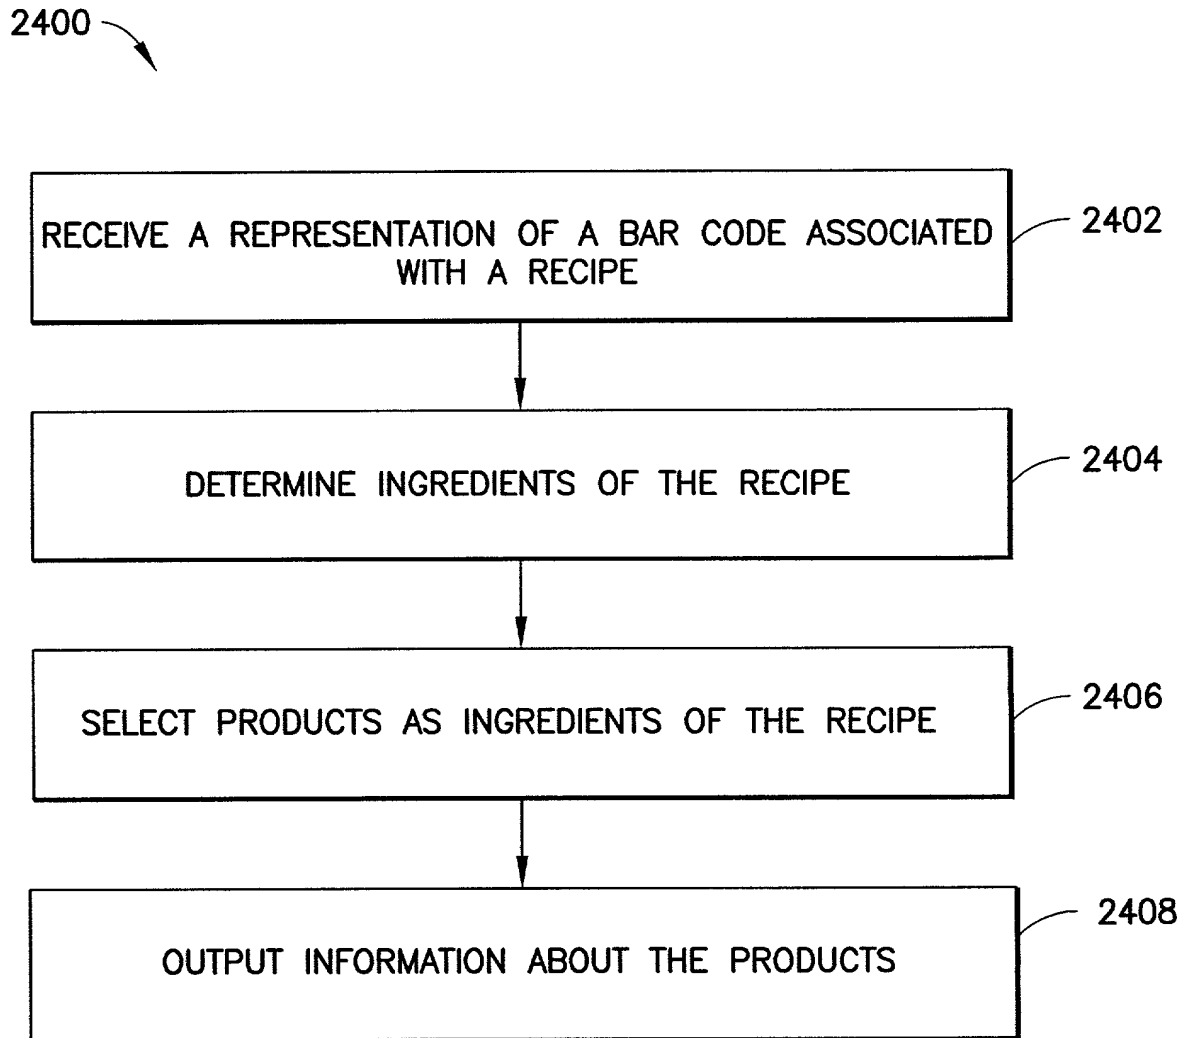 2400
RECEIVE A REPRESENTATION OF A BAR CODE ASSOCIATED
WITH A RECIPE
2402
DETERMINE INGREDIENTS OF THE RECIPE
2404
SELECT PRODUCTS AS INGREDIENTS OF THE RECIPE
2406
OUTPUT INFORMATION ABOUT THE PRODUCTS
2408